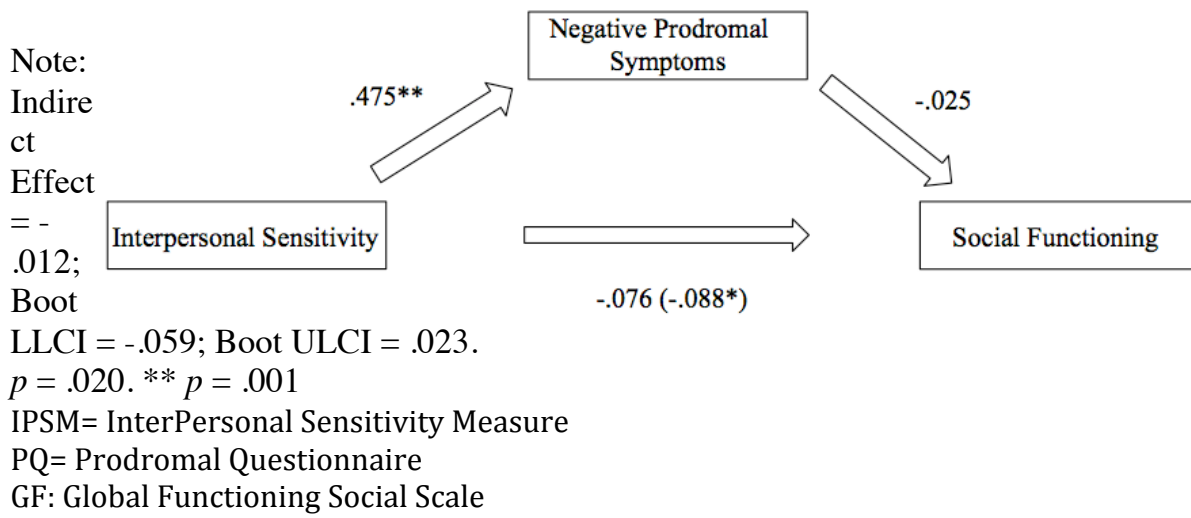 Negative Prodromal
Symptoms
.475**
-.025
Interpersonal Sensitivity
Social Functioning
-.076 (-.088*)
Note:
Indire
ct
Effect
= -
.012;
Boot
LLCI = -.059; Boot ULCI = .023.
p = .020. ** p = .001
IPSM= InterPersonal Sensitivity Measure
PQ= Prodromal Questionnaire
GF: Global Functioning Social Scale